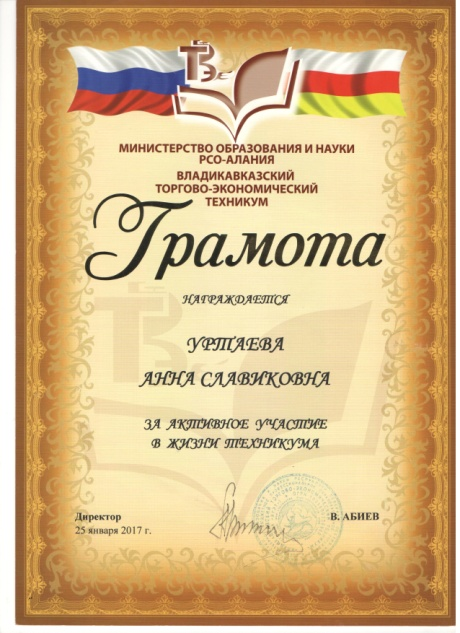 ТВЭс
МИНИСТЕРСТВО ОБРАЗОВАНИЯ И НАУКИ
РСО-АЛАНИЯ
ВЛАДИКАВКАЗСКИЙ
ТОРГОВО-ЭКОНОМИЧЕСКИЙ
ТЕХНИКУМ
Грамота
НАГРАЖДАЕТСЯ
УРТАЕВА
АННА СЛАВИКОВНА
ЗА АКТИВНОЕ УЧАСТИЕ
В ЖИЗНИ ТЕХНИКУМА
Директор В. АБИЕВ
25 января 2017 г.